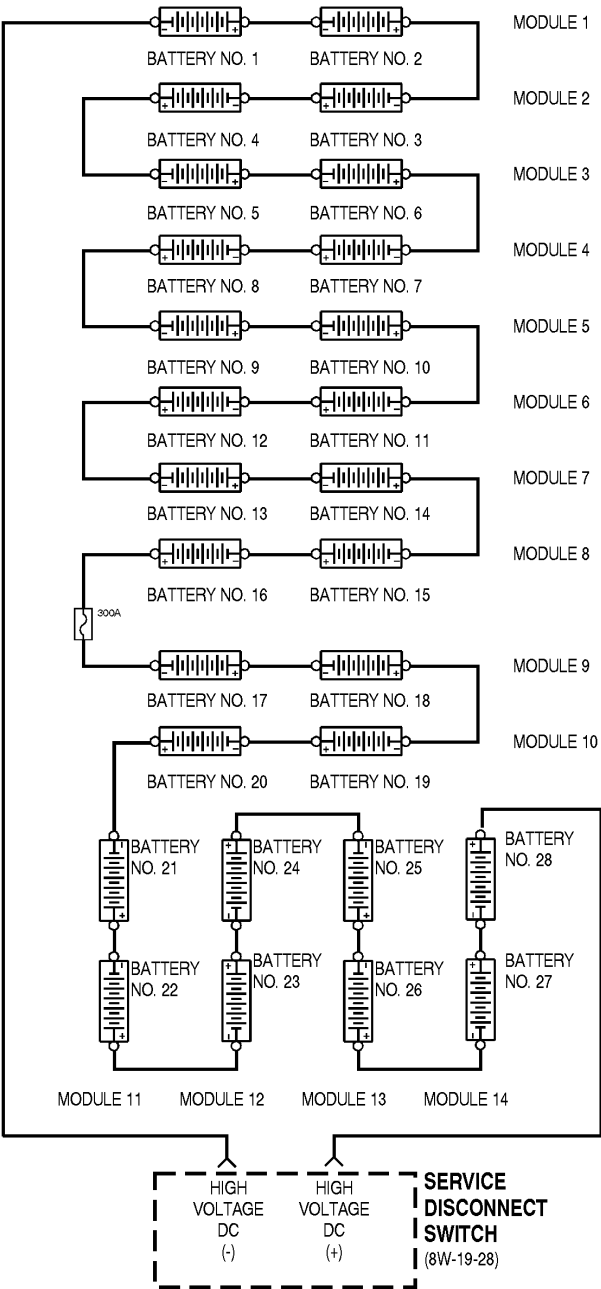 MODULE 1
BATTERY NO. 1 BATTERY NO. 2
MODULE 2
BATTERY NO. 4 BATTERY NO. 3
MODULE 3
BATTERY NO. 5 BATTERY NO. 6
MODULE 4
BATTERY NO. 8 BATTERY NO. 7
MODULE 5
BATTERY NO. 9 BATTERY NO. 10
MODULE 6
BATTERY NO. 12 BATTERY NO. 11
MODULE 7
BATTERY NO. 13 BATTERY NO. 14
MODULE 8
BATTERY NO. 16 BATTERY NO. 15
300A
MODULE 9
BATTERY NO. 17 BATTERY NO. 18
MODULE 10
BATTERY NO. 20 BATTERY NO. 19
BATTERY
NO. 21
BATTERY
NO. 24
BATTERY
NO. 25
BATTERY
NO. 28
BATTERY
NO. 22
BATTERY
NO. 23
BATTERY
NO. 26
BATTERY
NO. 27
MODULE 11 MODULE 12 MODULE 13 MODULE 14
HIGH
VOLTAGE
DC
(-)
HIGH
VOLTAGE
DC
(+)
SERVICE
DISCONNECT
SWITCH
(8W-19-28)